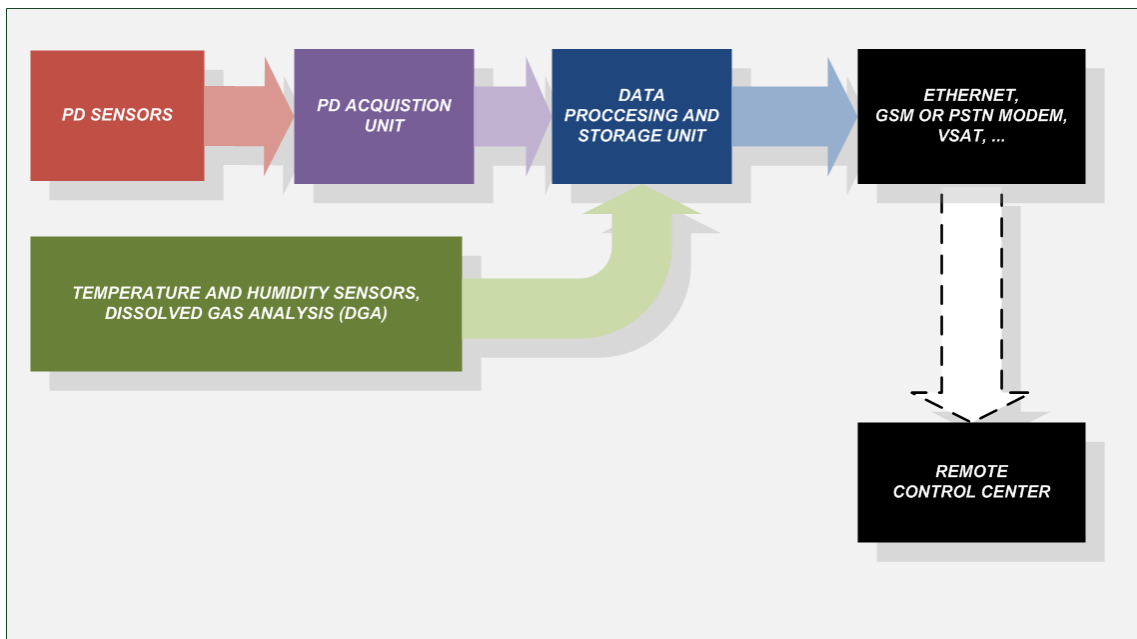 PD SENSORS
PD ACQUISTION
UNIT
DATA
PROCCESING AND
STORAGE UNIT
ETHERNET,
GSM OR PSTN MODEM,
VSAT, ...
TEMPERATURE AND HUMIDITY SENSORS,
DISSOLVED GAS ANALYSIS (DGA)
REMOTE
CONTROL CENTER